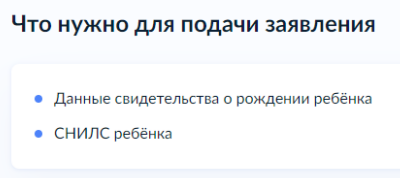 Что нужно для подачи заявления
Данные свидетельства о рождении ребёнка
СНИЛС ребёнка